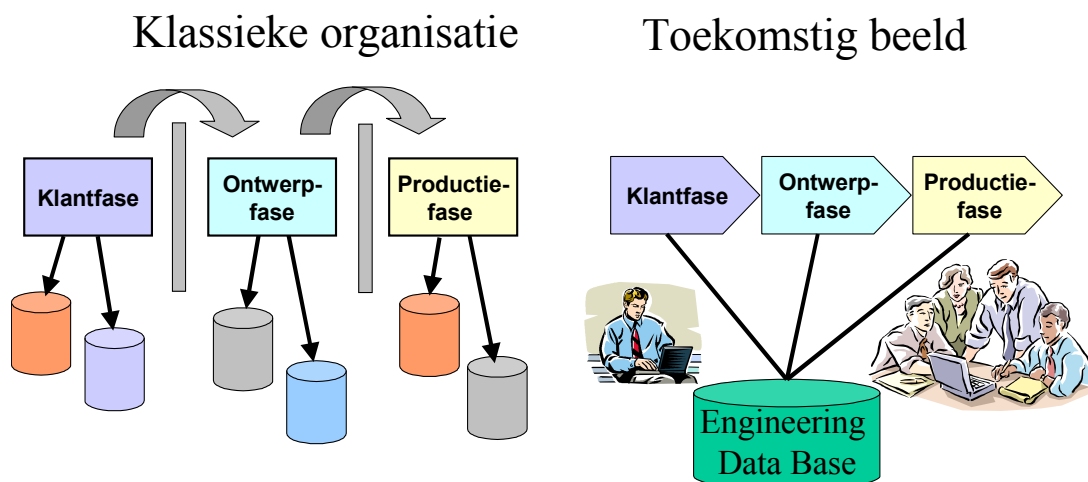 Klassieke organisatie
Toekomstig beeld
Klantfase
Ontwerp-
fase
Productie-
fase
Klantfase
Ontwerp-
fase
Productie-
fase
Engineering
Data Base